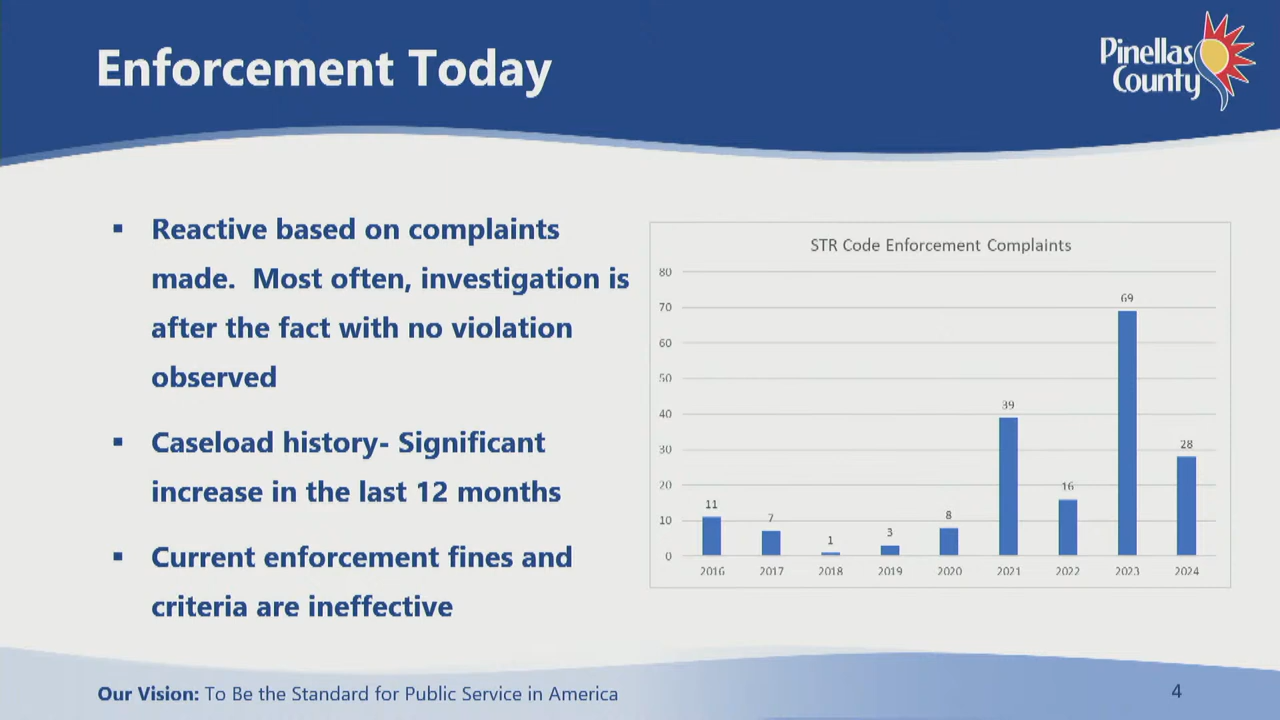 Enforcement Today
Pinellas
County
▪ Reactive based on complaints
made.  Most often, investigation is
after the fact with no violation
observed
▪ Caseload history- Significant
increase in the last 12 months
▪ Current enforcement fines and
criteria are ineffective
STR Code Enforcement Complaints
80
70
60
50
40
30
20
10
0
11
7
1
3
8
39
16
69
28
2016 2017 2018 2019 2020 2021 2022 2023 2024
Our Vision: To Be the Standard for Public Service in America
4